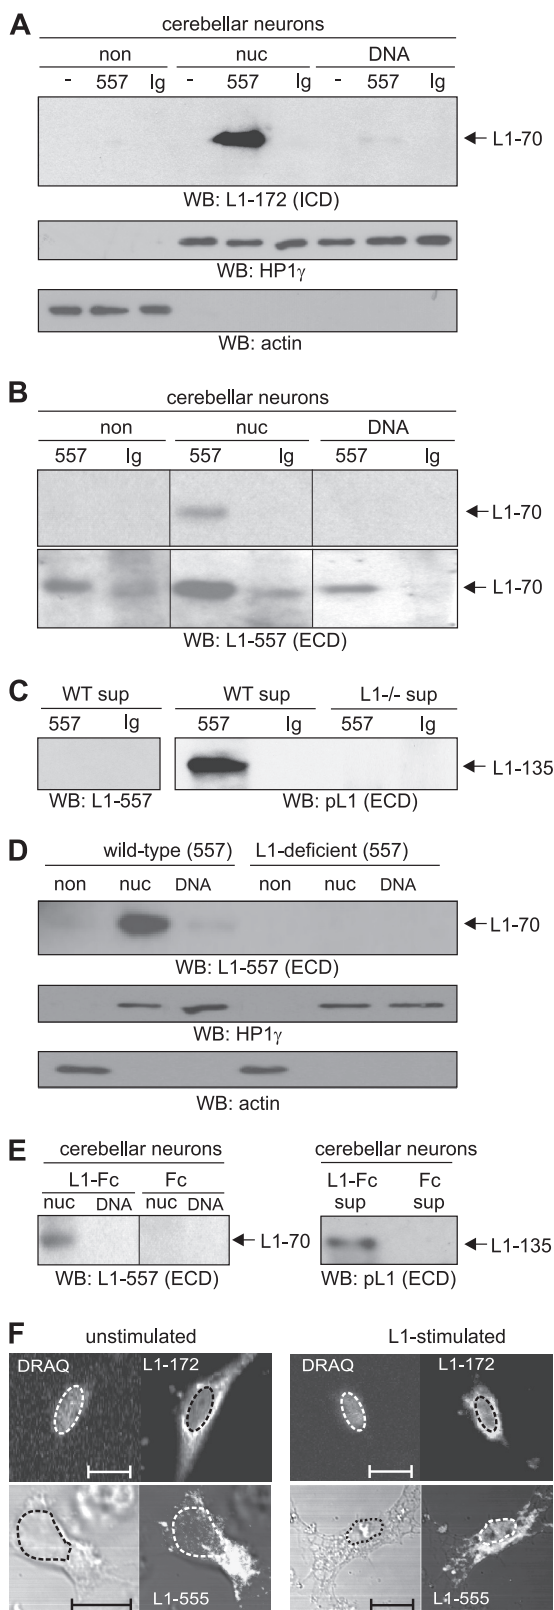 A
cerebellar neurons
non nuc DNA
- 557 Ig - 557 Ig - 557 Ig
L1-70
WB: L1-172 (ICD)
WB: HP1γ
WB: actin
B
cerebellar neurons
non nuc DNA
557 Ig 557 Ig 557 Ig
L1-70
L1-70
WB: L1-557 (ECD)
C
WT sup WT sup L1-/- sup
557 Ig 557 Ig 557 Ig
L1-135
WB: L1-557 WB: pL1 (ECD)
D
wild-type (557) L1-deficient (557)
non nuc DNA non nuc DNA
L1-70
WB: L1-557 (ECD)
WB: HP1γ
WB: actin
E
cerebellar neurons cerebellar neurons
L1-Fc Fc L1-Fc Fc
nuc DNA nuc DNA sup sup
L1-70 L1-135
WB: L1-557 (ECD) WB: pL1 (ECD)
F
unstimulated L1-stimulated
DRAQ L1-172 DRAQ L1-172
L1-555 L1-555